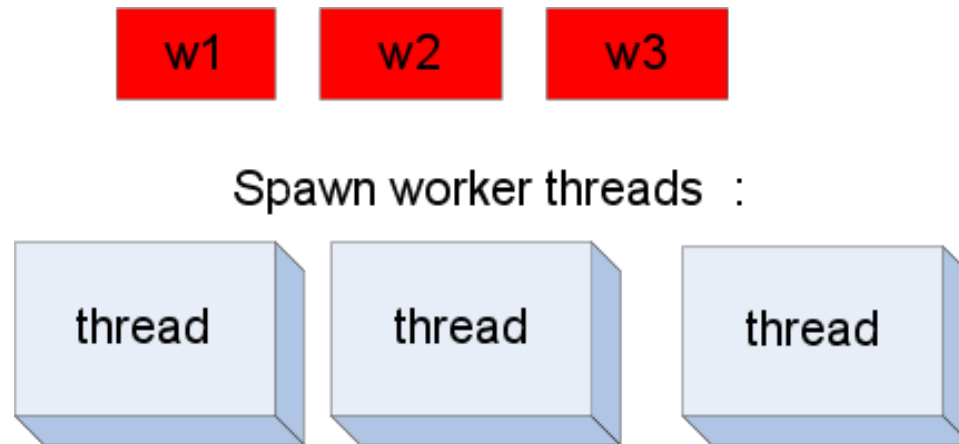 w1 w2 w3
Spawn worker threads :
thread thread thread